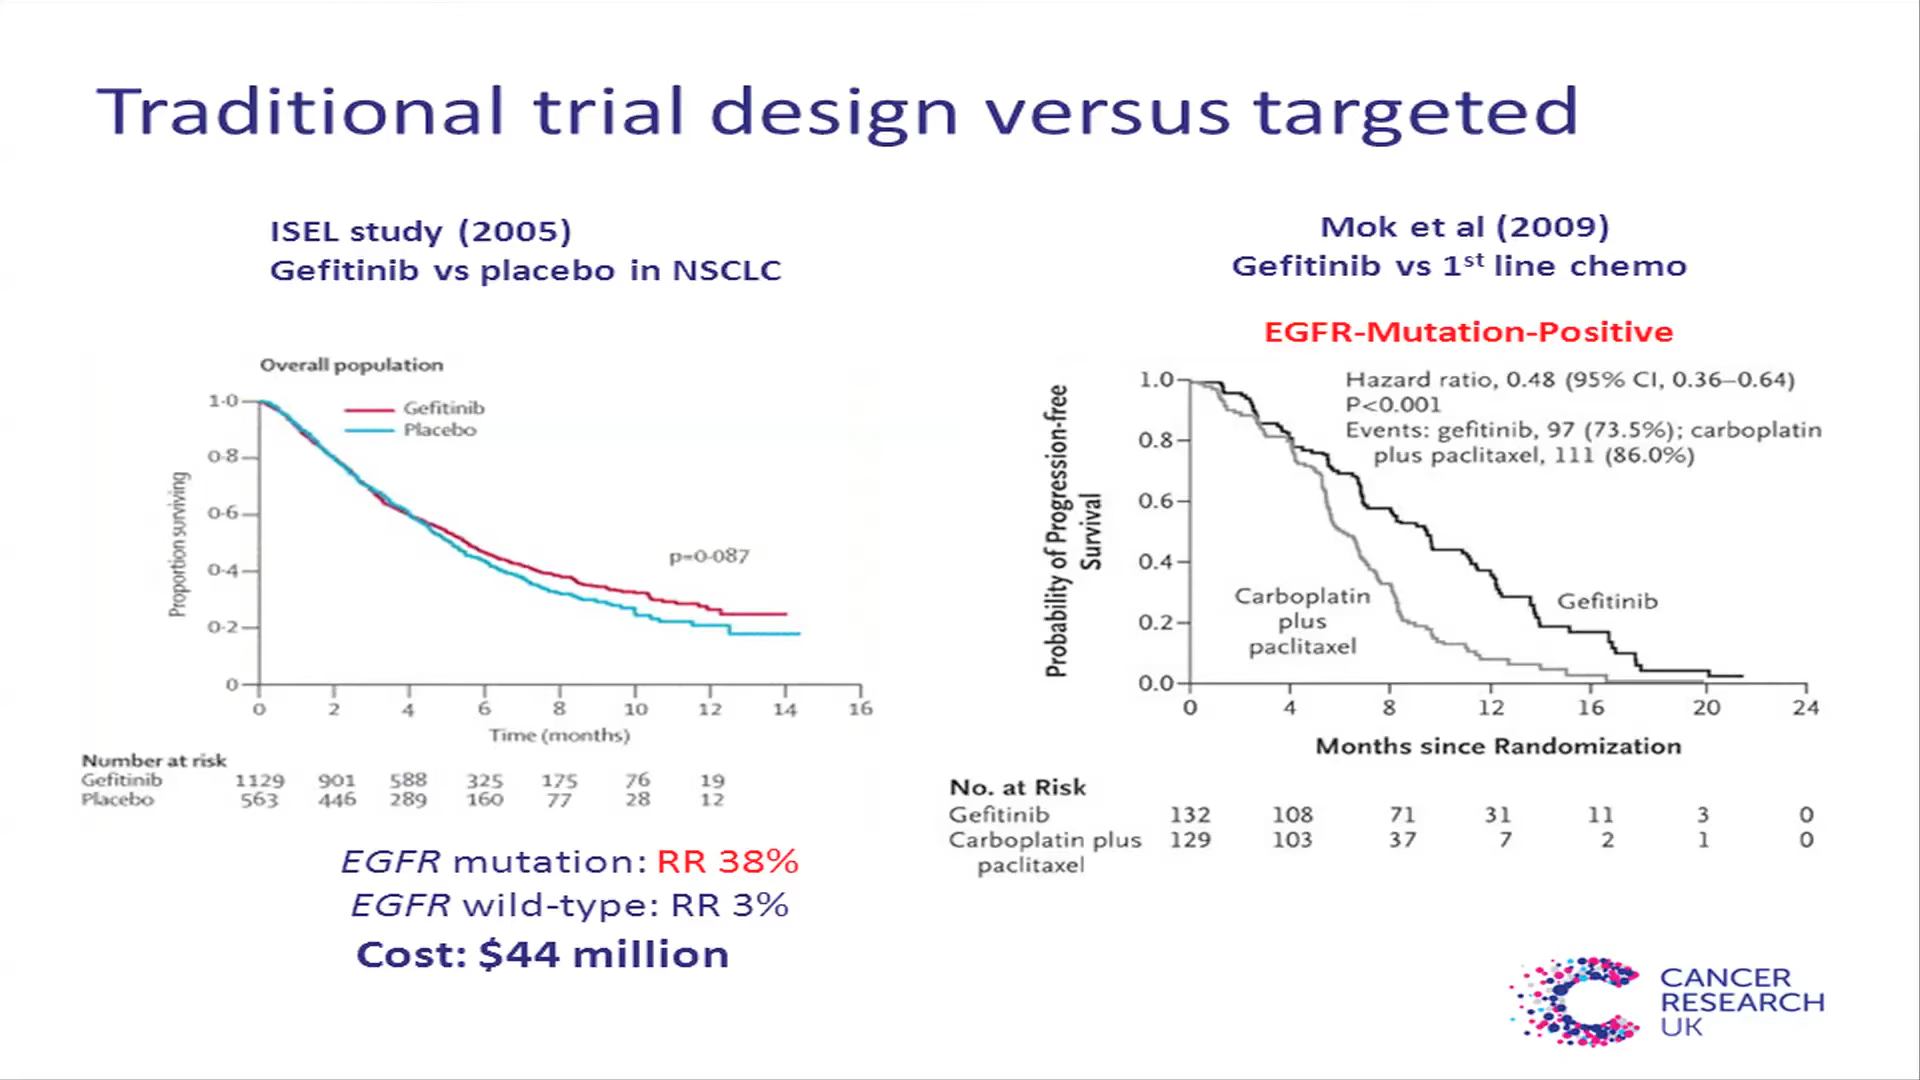 Traditional trial design versus targeted
ISEL study (2005)
Gefitinib vs placebo in NSCLC
Overall population
Gefitinib
Placebo
1·0
0·8
0·6
0·4
0·2
0
Proportion surviving
p=0·087
0 2 4 6 8 10 12 14 16
Time (months)
Number at risk
Gefitinib 1129 901 588 325 175 76 19
Placebo 563 446 289 160 77 28 12
EGFR mutation: RR 38%
EGFR wild-type: RR 3%
Cost: $44 million
Mok et al (2009)
Gefitinib vs 1st line chemo
EGFR-Mutation-Positive
Hazard ratio, 0.48 (95% CI, 0.36–0.64)
P<0.001
Events: gefitinib, 97 (73.5%); carboplatin
plus paclitaxel, 111 (86.0%)
1.0
0.8
0.6
0.4
0.2
0.0
Probability of Progression-free
Survival
Carboplatin
plus
paclitaxel
Gefitinib
0 4 8 12 16 20 24
Months since Randomization
No. at Risk
Gefitinib 132 108 71 31 11 3 0
Carboplatin plus 129 103 37 7 2 1 0
paclitaxel
CANCER
RESEARCH
UK